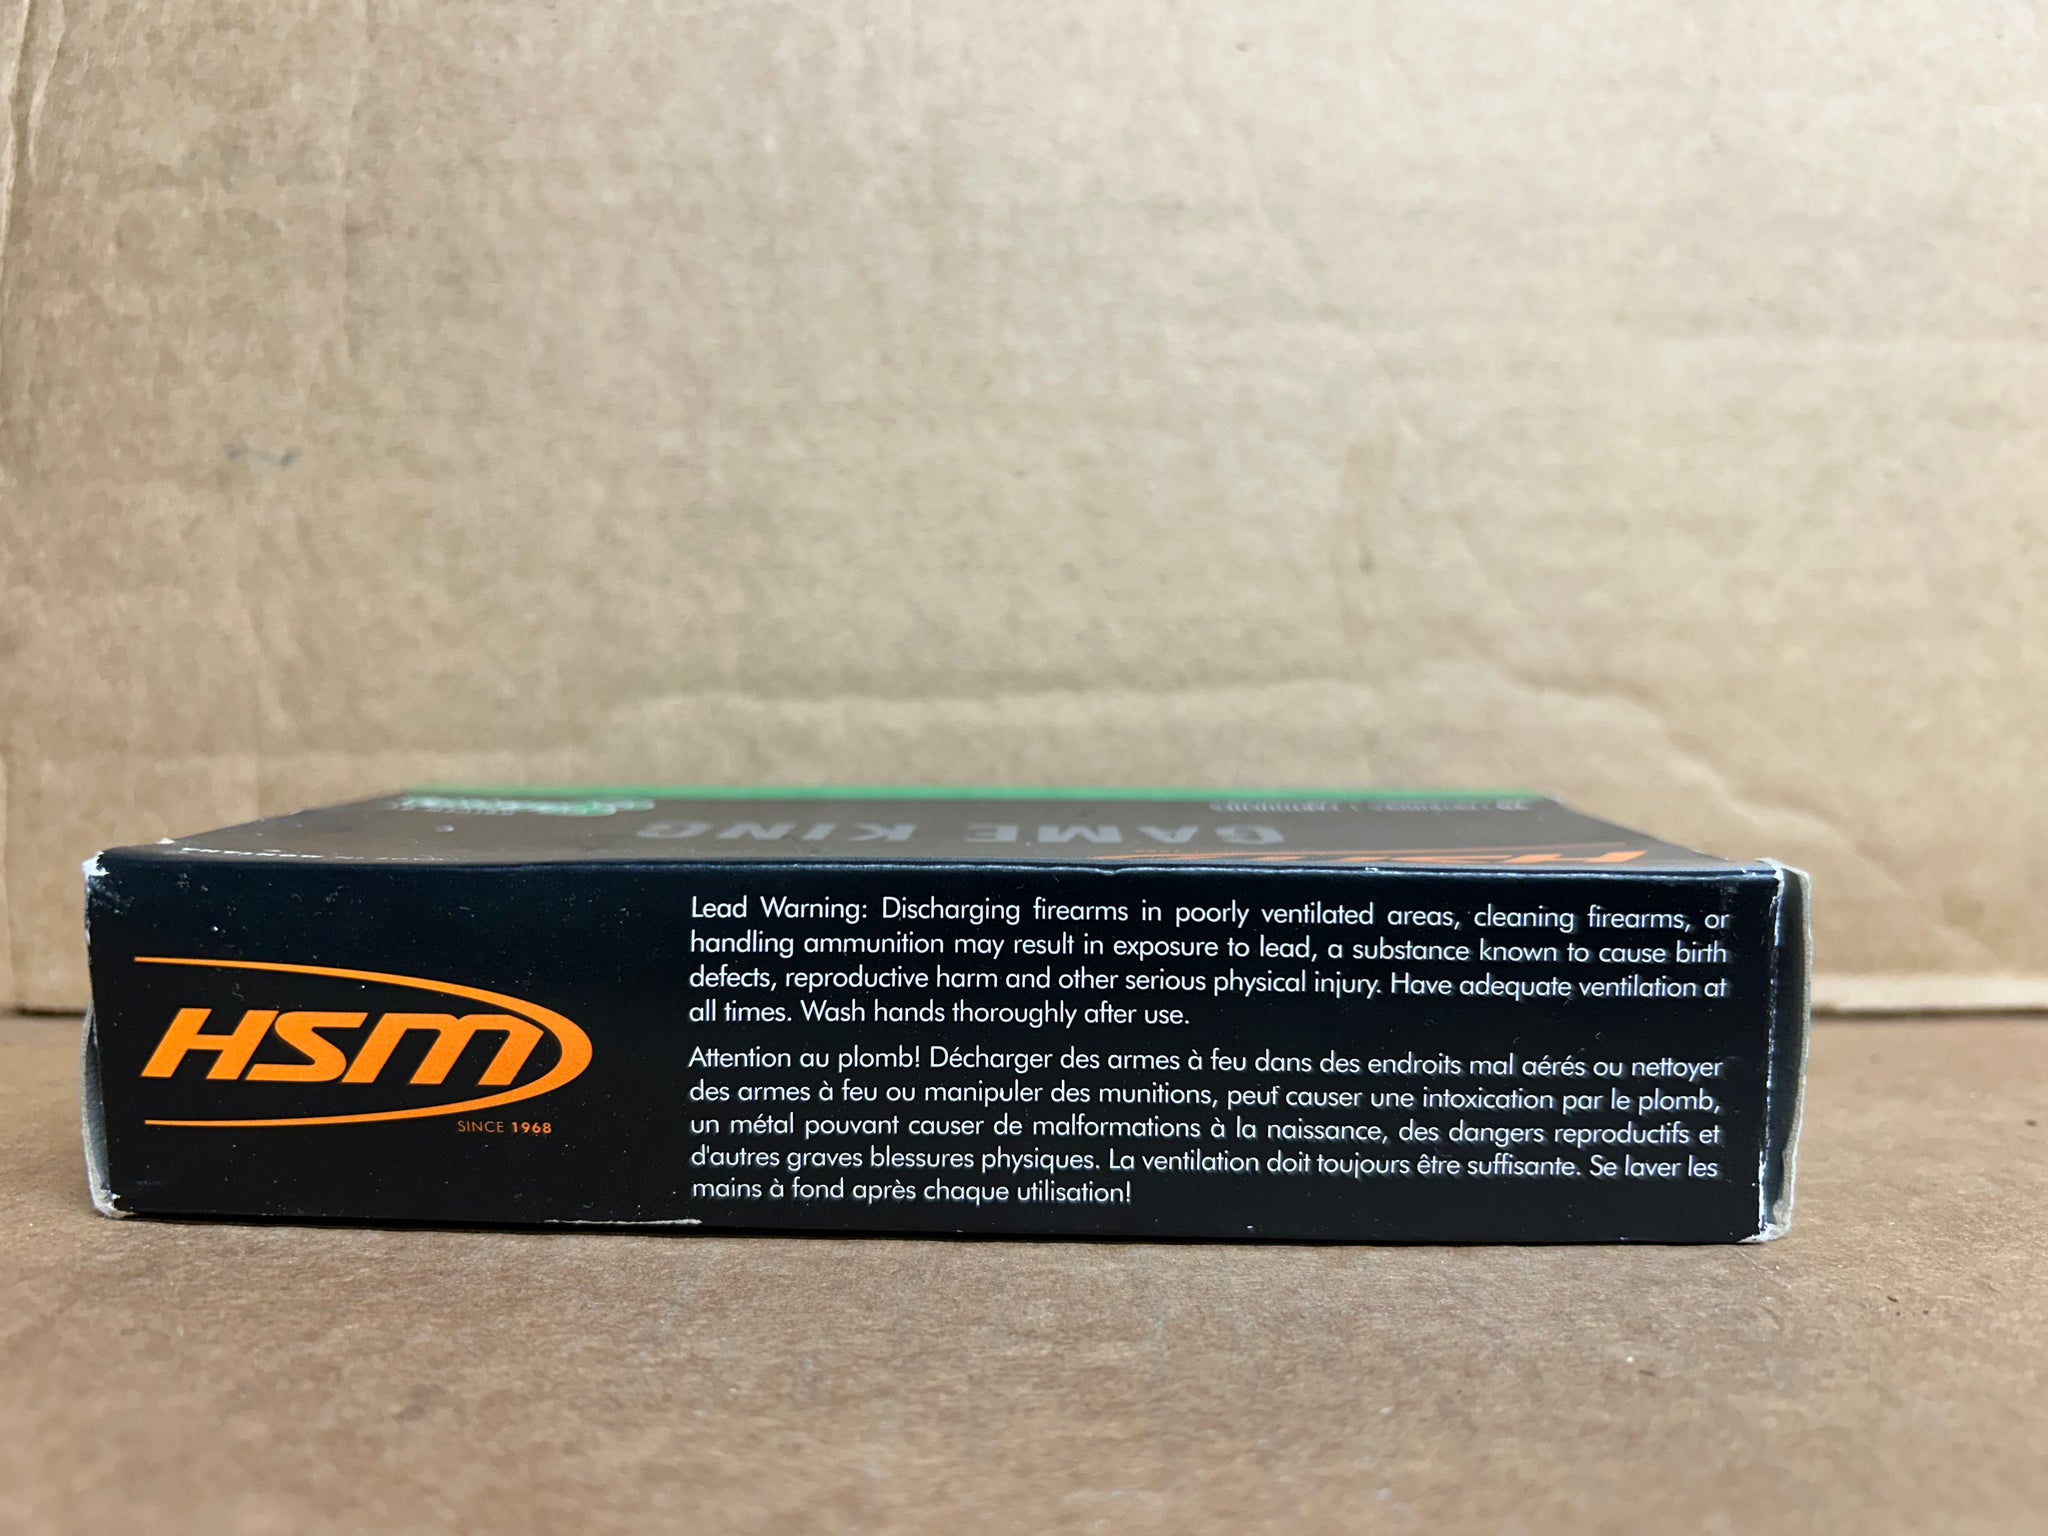 GAME KING
HSM
Lead Warning: Discharging firearms in poorly ventilated areas, cleaning firearms, or
handling ammunition may result in exposure to lead, a substance known to cause birth
defects, reproductive harm and other serious physical injury. Have adequate ventilation at
all times. Wash hands thoroughly after use.
Attention au plomb! Décharger des armes à feu dans des endroits mal aérés ou nettoyer
des armes à feu ou manipuler des munitions, peut causer une intoxication par le plomb,
un métal pouvant causer de malformations à la naissance, des dangers reproductifs et
d'autres graves blessures physiques. La ventilation doit toujours être suffisante. Se laver les
mains à fond après chaque utilisation!
HSM
SINCE 1968